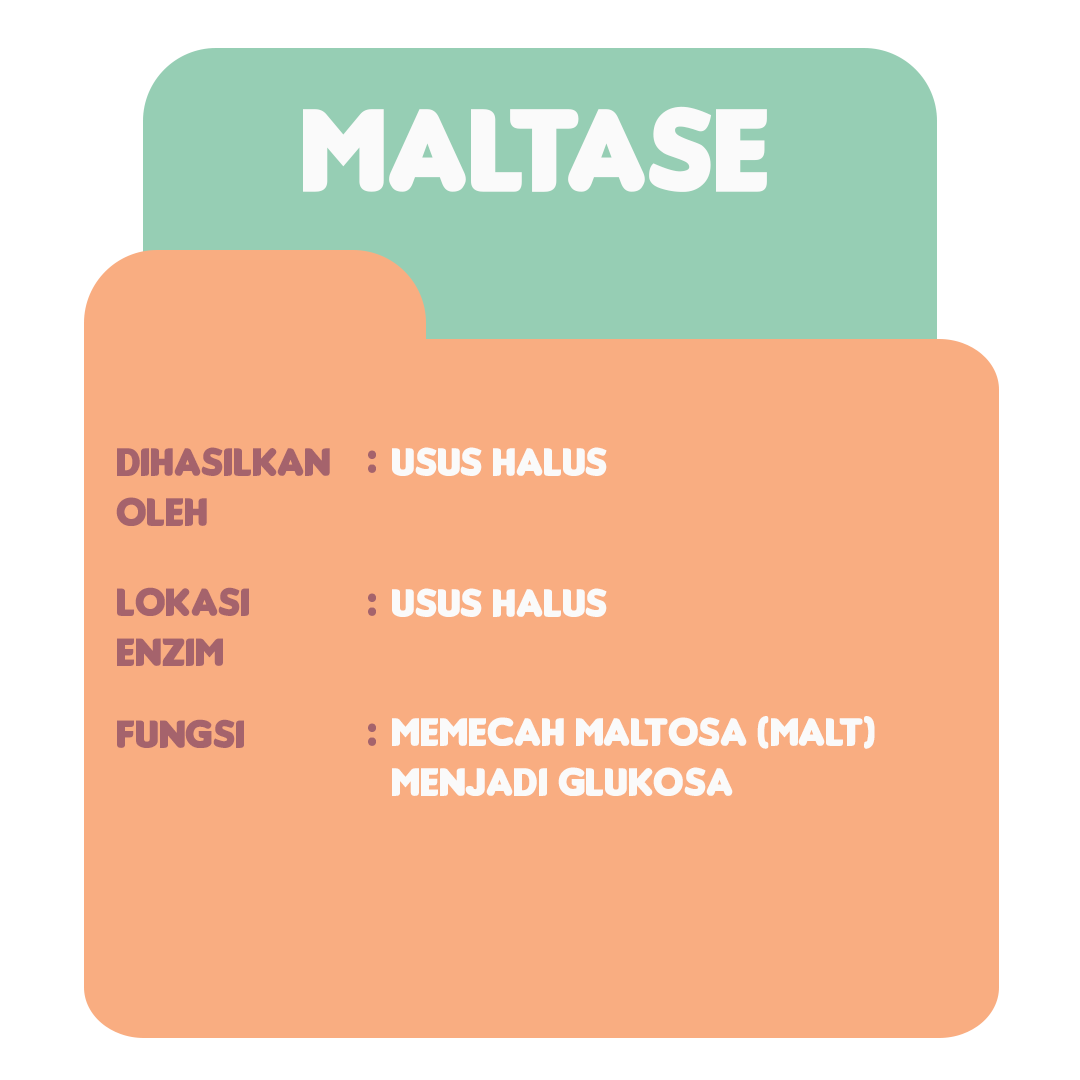 MALTASE
DIHASILKAN : USUS HALUS
OLEH
LOKASI : USUS HALUS
ENZIM
FUNGSI : MEMECAH MALTOSA (MALT)
MENJADI GLUKOSA